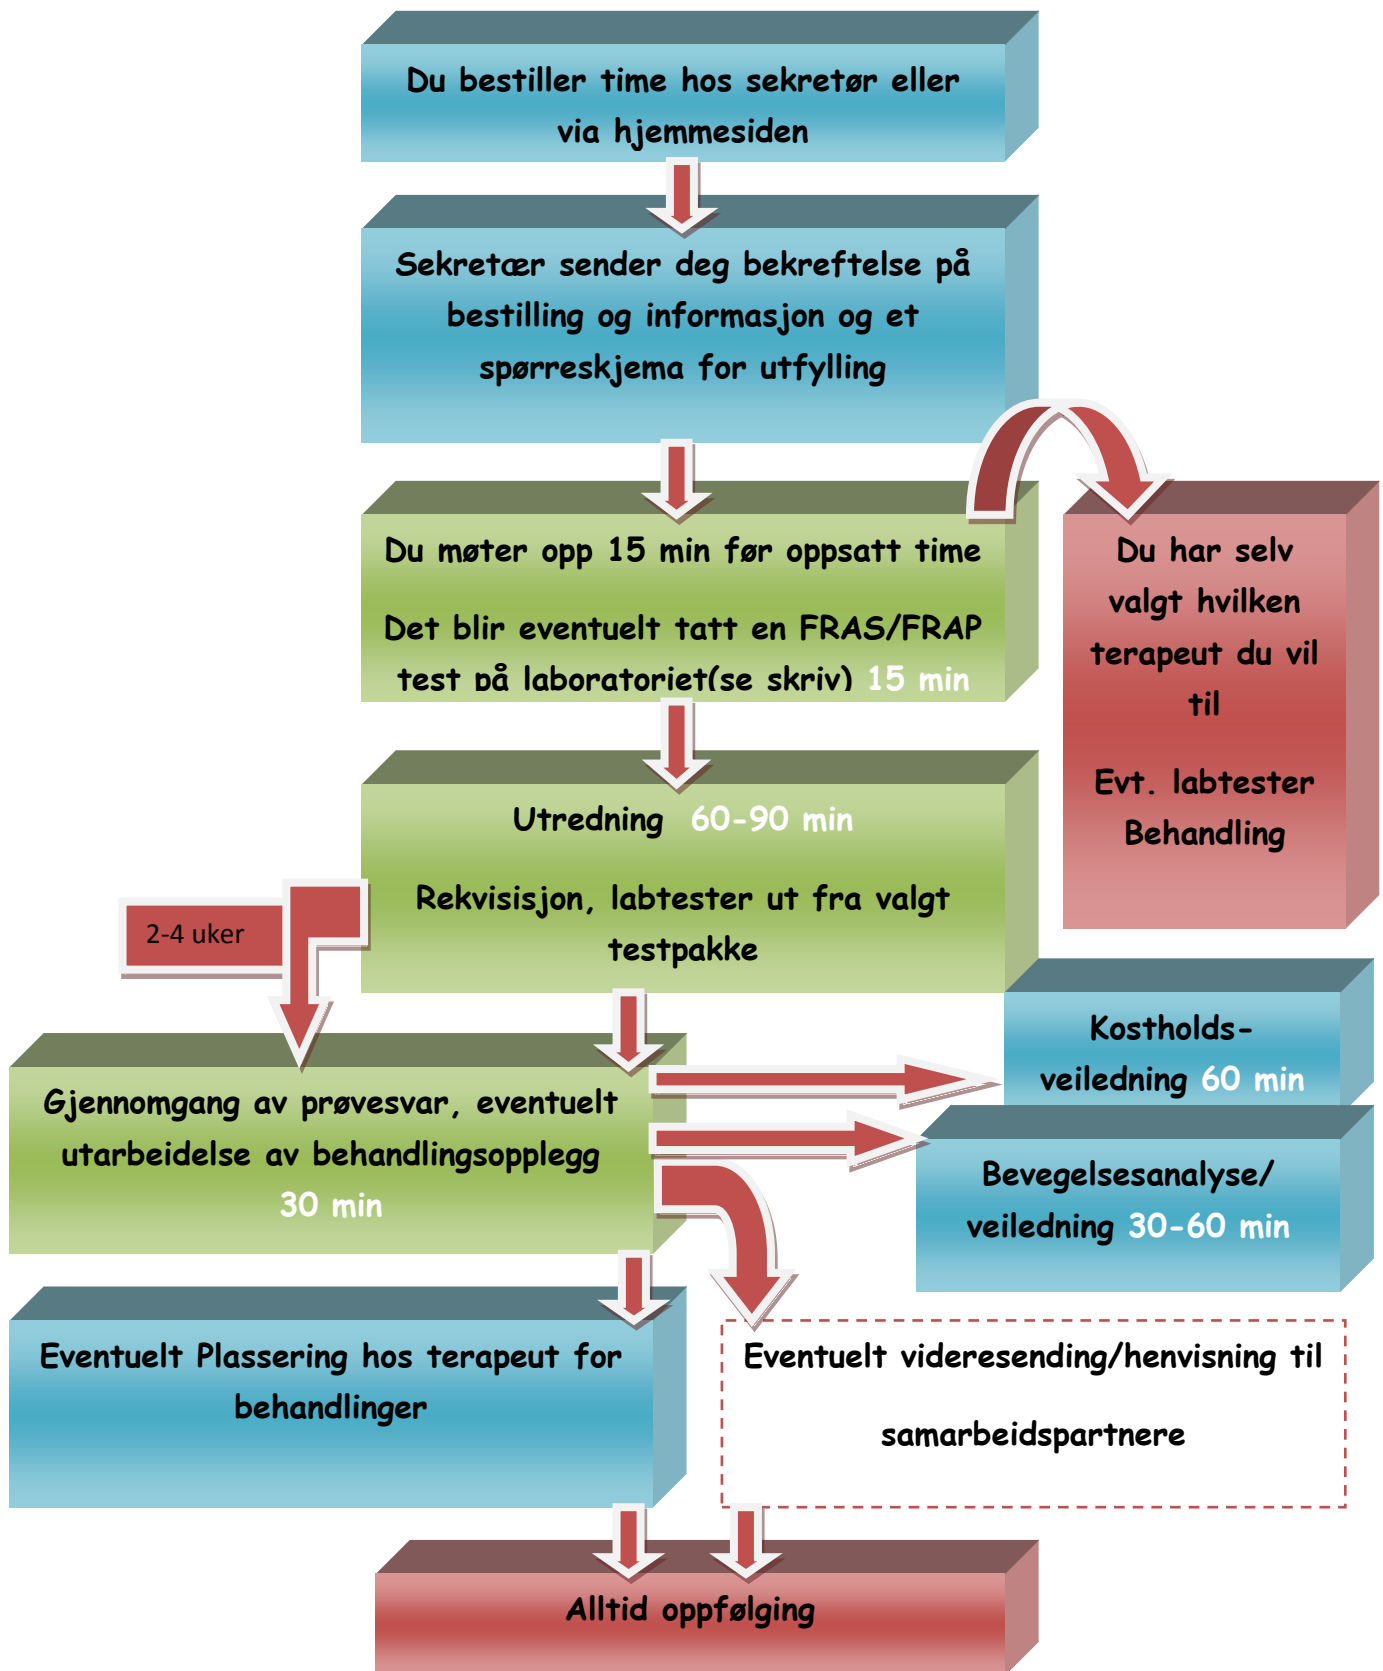 Du bestiller time hos sekretør eller
via hjemmesiden
Sekretær sender deg bekreftelse på
bestilling og informasjon og et
spørreskjema for utfylling
Du møter opp 15 min før oppsatt time
Det blir eventuelt tatt en FRAS/FRAP
test på laboratoriet(se skriv) 15 min
Du har selv
valgt hvilken
terapeut du vil
til
Evt. labtester
Behandling
Utredning 60-90 min
Rekvisisjon, labtester ut fra valgt
testpakke
2-4 uker
Kostholds-
veiledning 60 min
Gjennomgang av prøvesvar, eventuelt
utarbeidelse av behandlingsopplegg
30 min
Bevegelsesanalyse/
veiledning 30-60 min
Eventuelt Plassering hos terapeut for
behandlinger
Eventuelt videresending/henvisning til
samarbeidspartnere
Alltid oppfølging